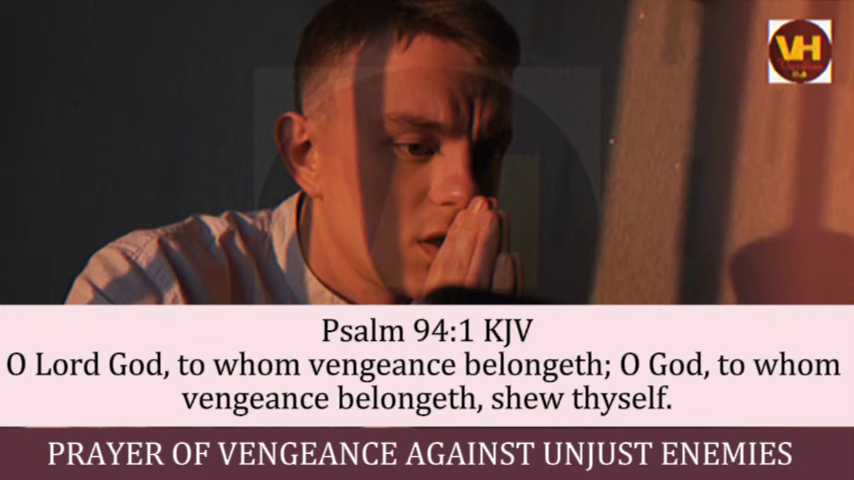 VH
Psalm 94:1 KJV
O Lord God, to whom vengeance belongeth; O God, to whom
vengeance belongeth, shew thyself.
PRAYER OF VENGEANCE AGAINST UNJUST ENEMIES